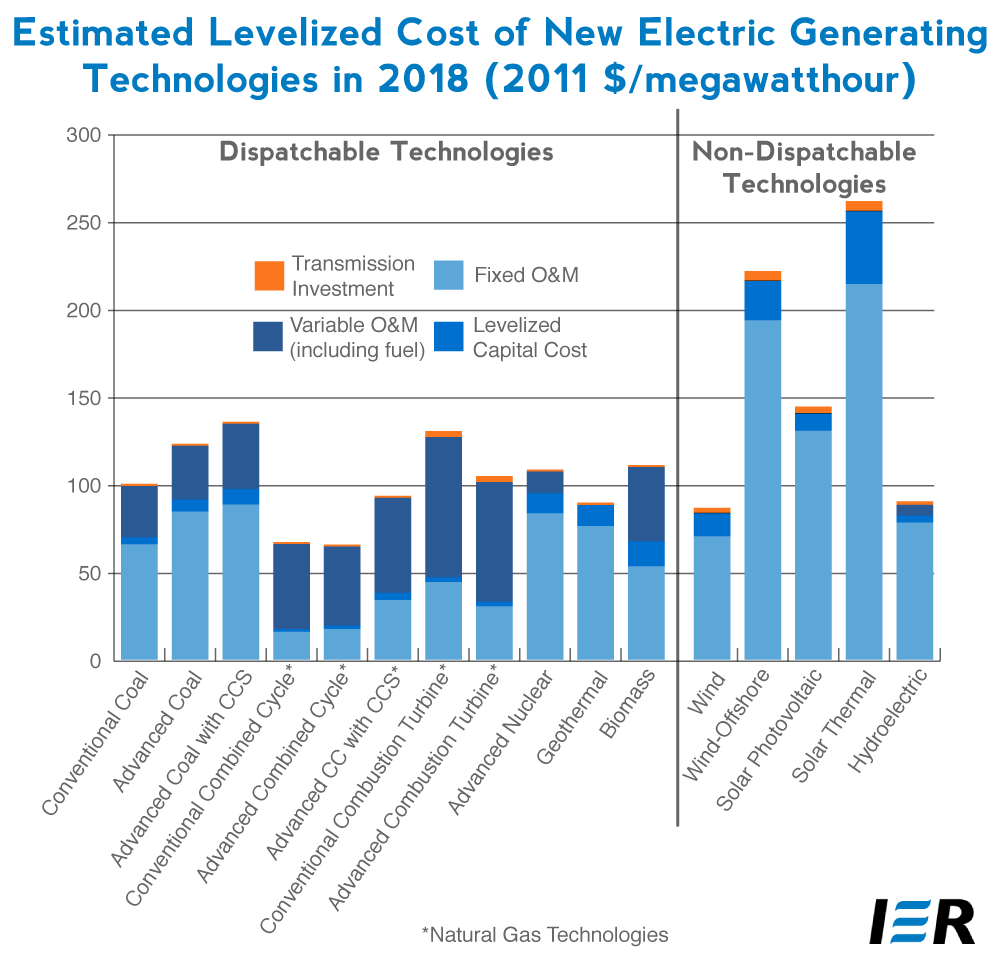 Estimated Levelized Cost of New Electric Generating
Technologies in 2018 (2011 $/megawatthour)
300
250
200
150
100
50
0
Dispatchable Technologies
Non-Dispatchable
Technologies
Transmission
Investment
Fixed O&M
Variable O&M
(including fuel)
Levelized
Capital Cost
Conventional Coal
Advanced Coal
Advanced Coal with CCS
Conventional Combined Cycle*
Advanced Combined Cycle*
Advanced CC with CCS*
Conventional Combustion Turbine*
Advanced Combustion Turbine*
Advanced Nuclear
Geothermal
Biomass
Wind
Wind-Offshore
Solar Photovoltaic
Solar Thermal
Hydroelectric
*Natural Gas Technologies
IER